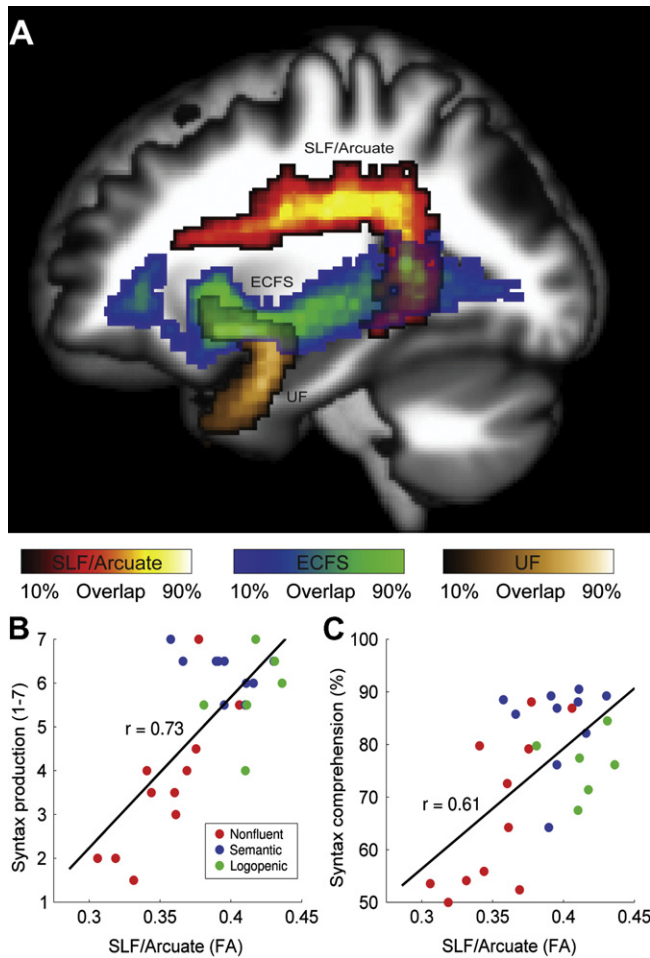 A
SLF/Arcuate
ECFS
UF
SLF/Arcuate ECFS UF
10% Overlap 90% 10% Overlap 90% 10% Overlap 90%
B
Syntax production (1-7)
7
6
5
4
3
2
1
r = 0.73
Nonfluent
Semantic
Logopenic
0.3 0.35 0.4 0.45
SLF/Arcuate (FA)
C
Syntax comprehension (%)
100
90
80
70
60
50
r = 0.61
0.3 0.35 0.4 0.45
SLF/Arcuate (FA)